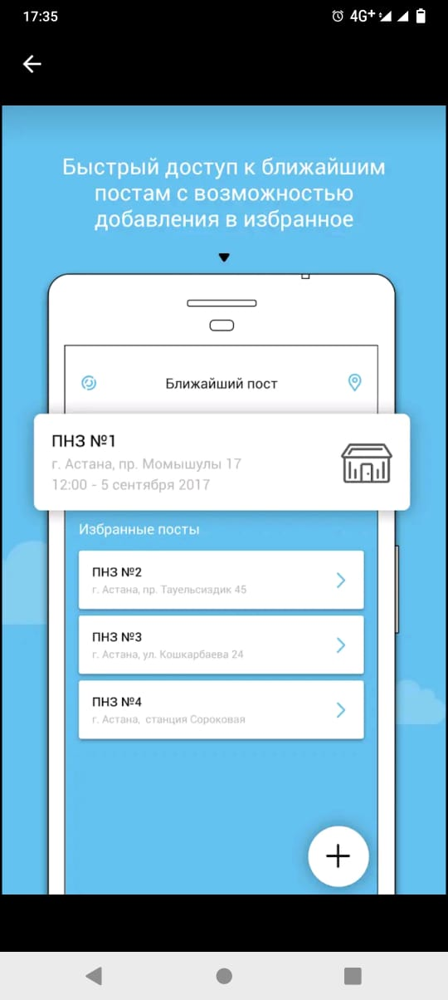 17:35
4G+
Быстрый доступ к ближайшим
постам с возможностью
добавления в избранное
Ближайший пост
ПНЗ №1
г. Астана, пр. Момышулы 17
12:00 - 5 сентября 2017
Избранные посты
ПНЗ №2
г. Астана, пр. Тауельсиздик 45
ПНЗ №3
г. Астана, ул. Кошкарбаева 24
ПНЗ №4
г. Астана, станция Сороковая